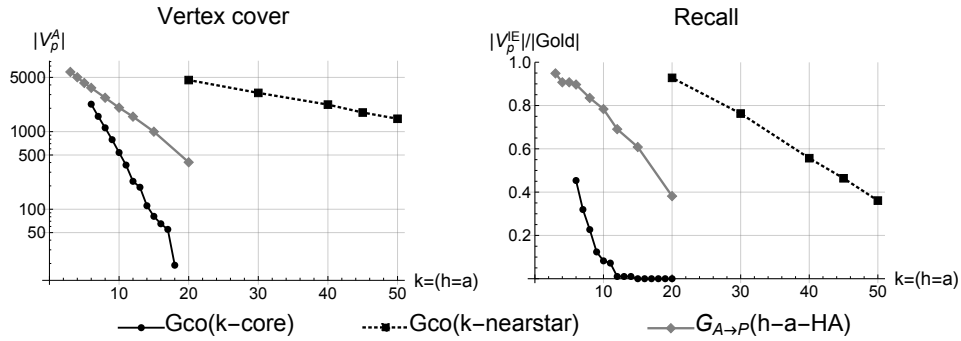 Vertex cover
|V_p^A|
5000
1000
500
100
50
10 20 30 40 50
k=(h=a)
Recall
|V_p^{IE}|/|Gold|
1.0
0.8
0.6
0.4
0.2
10 20 30 40 50
k=(h=a)
Gco(k−core) Gco(k−nearstar) G_{A→P}(h−a−HA)